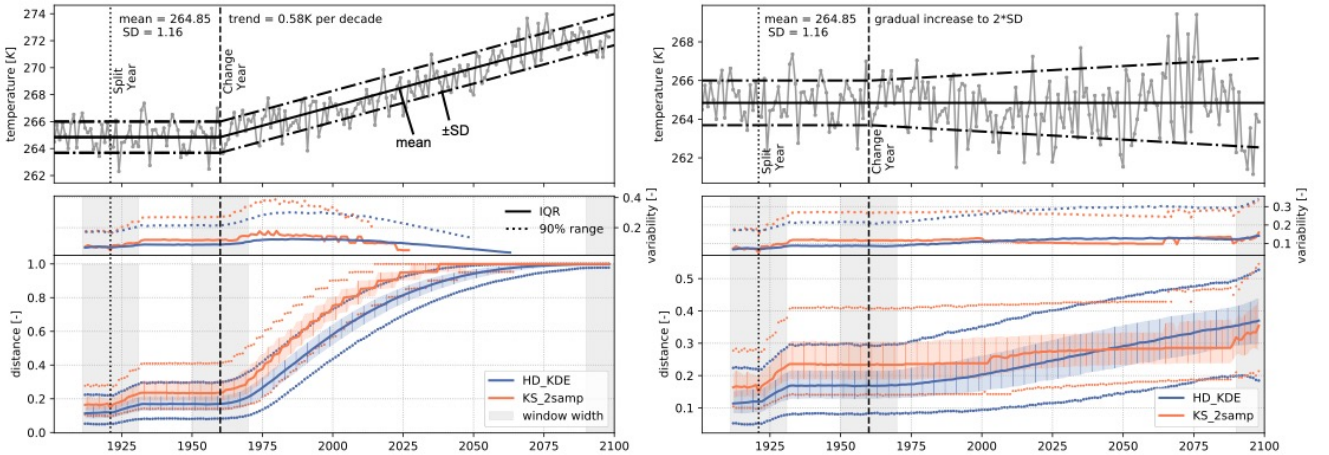 274
272
270
268
266
264
262
temperature [K]
mean = 264.85
SD = 1.16
trend = 0.58K per decade
Split
Year
Change
Year
mean
±SD
0.4
0.2
variability [-]
IQR
90% range
1.0
0.8
0.6
0.4
0.2
0.0
distance [-]
HD_KDE
KS_2samp
window width
1925
1950
1975
2000
2025
2050
2075
2100
268
266
264
262
temperature [K]
mean = 264.85
SD = 1.16
gradual increase to 2*SD
Split
Year
Change
Year
0.3
0.2
0.1
variability [-]
0.5
0.4
0.3
0.2
0.1
distance [-]
HD_KDE
KS_2samp
1925
1950
1975
2000
2025
2050
2075
2100